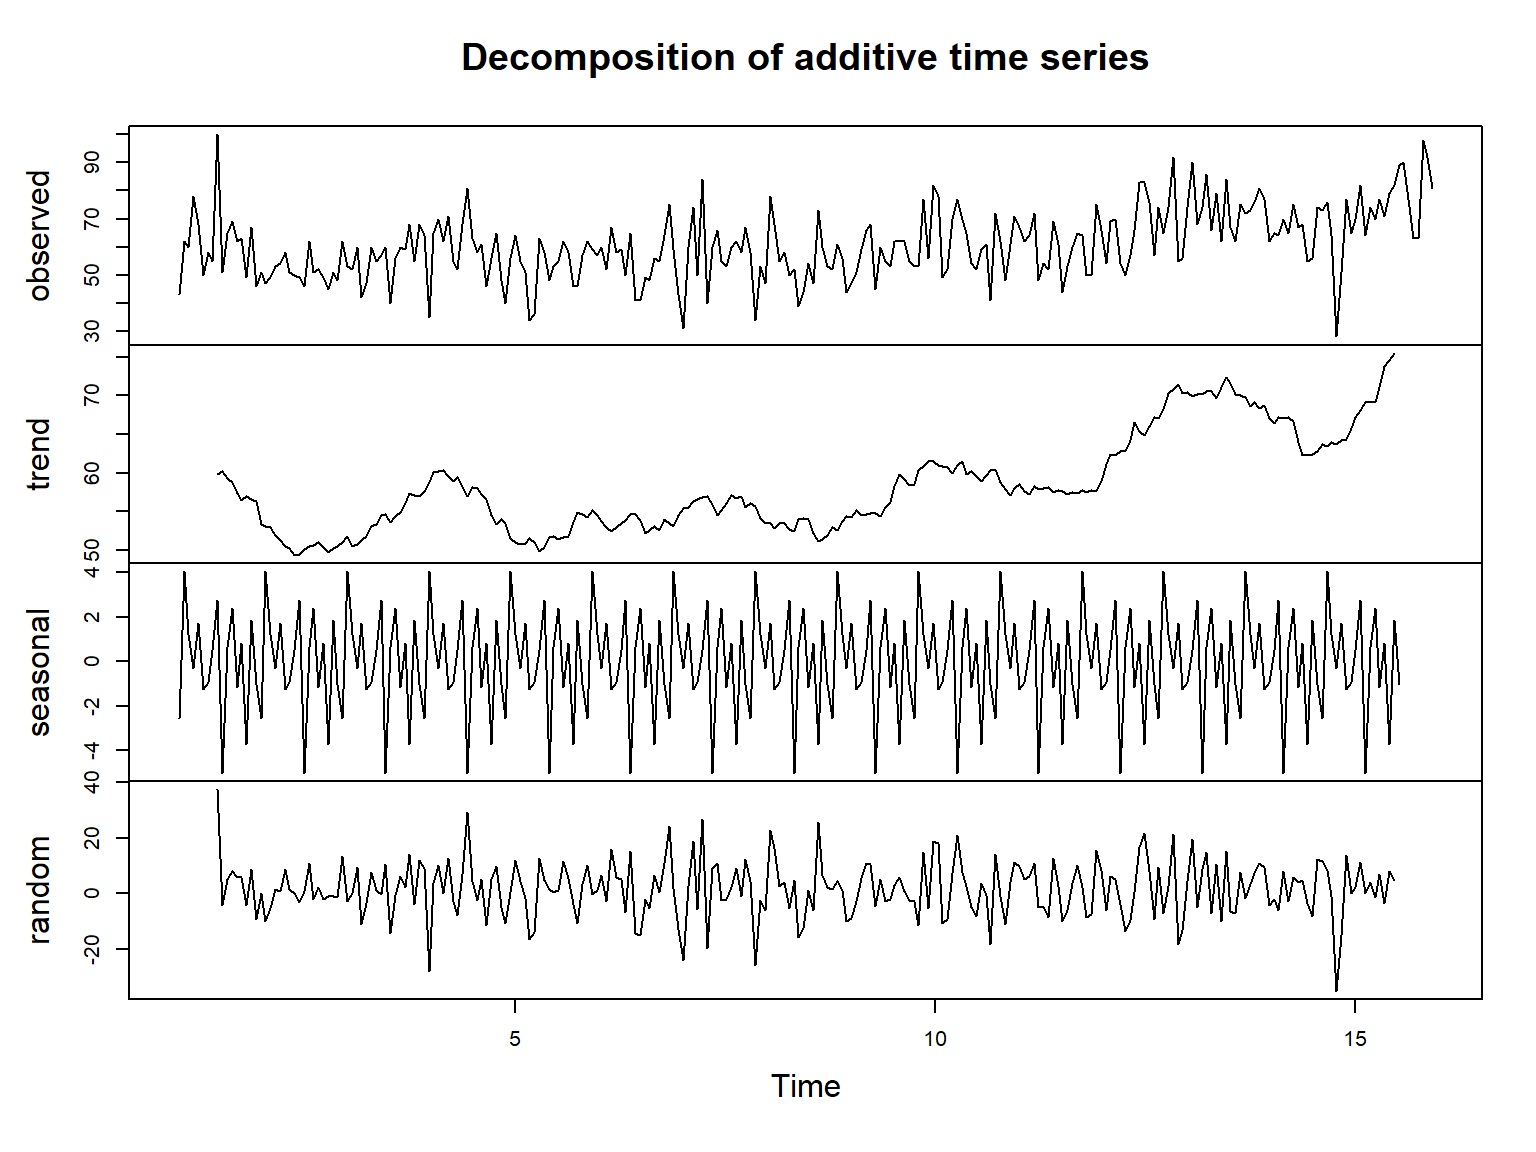 Decomposition of additive time series
observed
30 50 70 90
trend
50 60 70
seasonal
-4 -2 0 2 4
random
-20 0 20 40
5 10 15
Time